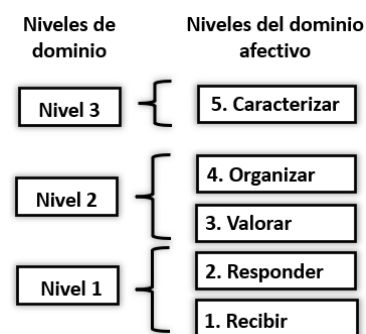 Niveles de
dominio
Niveles del dominio
afectivo
Nivel 3
5. Caracterizar
Nivel 2
4. Organizar
3. Valorar
Nivel 1
2. Responder
1. Recibir